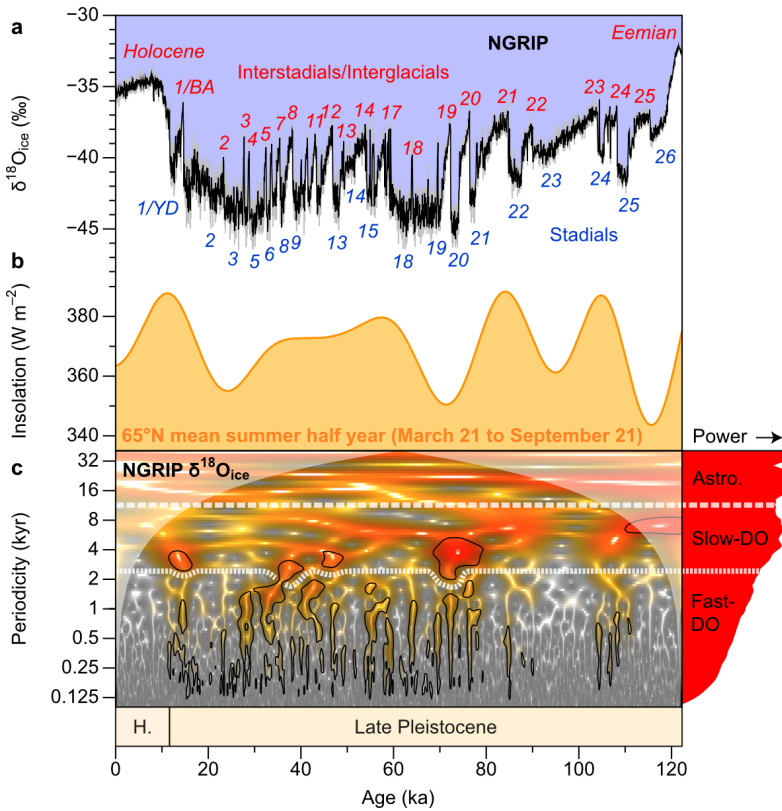 a
−30
−35
−40
−45
δ18Oice (‰)
NGRIP
Holocene
Eemian
Interstadials/Interglacials
1/BA
2
3
4
5
7
8
11
12
13
14
17
18
19
20
21
22
23
24
25
1/YD
2
3
5
6
8
9
13
14
15
18
19
20
21
22
23
24
25
26
Stadials
b
380
360
340
Insolation (W m−2)
65°N mean summer half year (March 21 to September 21)
Power →
c
NGRIP δ18Oice
32
16
8
4
2
1
0.5
0.25
0.125
Periodicity (kyr)
Astro.
Slow-DO
Fast-
DO
H.
Late Pleistocene
0
20
40
60
80
100
120
Age (ka)